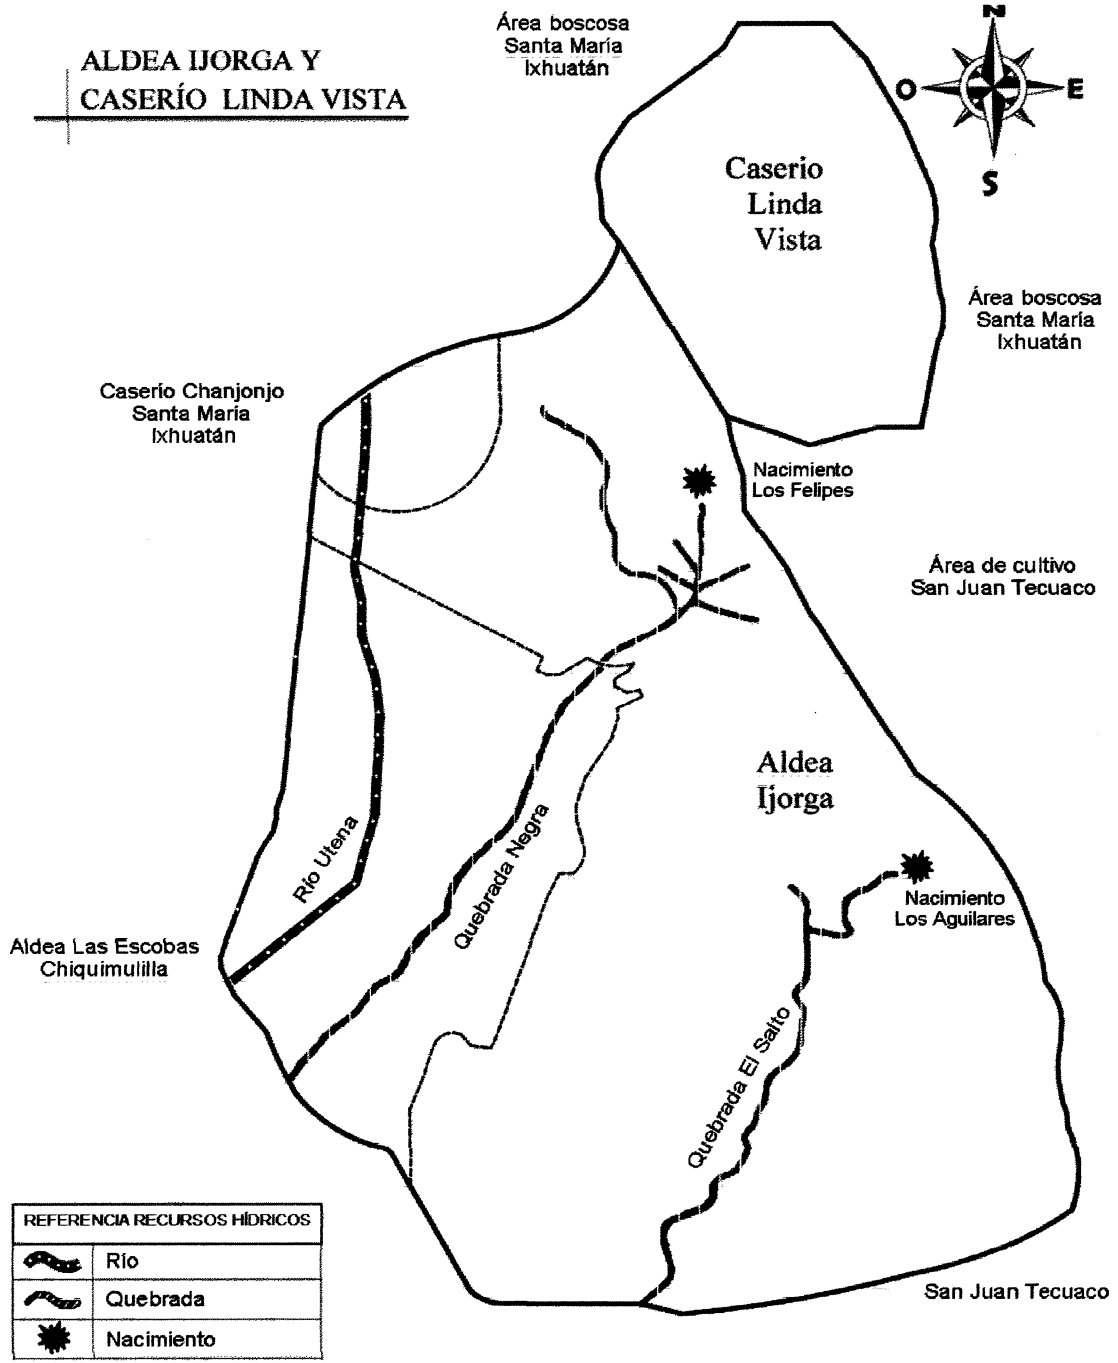 ALDEA IJORGA Y
CASERÍO LINDA VISTA
Área boscosa
Santa María
Ixhuatán
N
O
E
S
Caserio
Linda
Vista
Área boscosa
Santa María
Ixhuatán
Caserío Chanjonjo
Santa María
Ixhuatán
Nacimiento
Los Felipes
Área de cultivo
San Juan Tecuaco
Aldea
Ijorga
Río Utena
Quebrada Negra
Nacimiento
Los Aguilares
Aldea Las Escobas
Chiquimulilla
Quebrada El Salto
REFERENCIA RECURSOS HÍDRICOS
Río
Quebrada
Nacimiento
San Juan Tecuaco